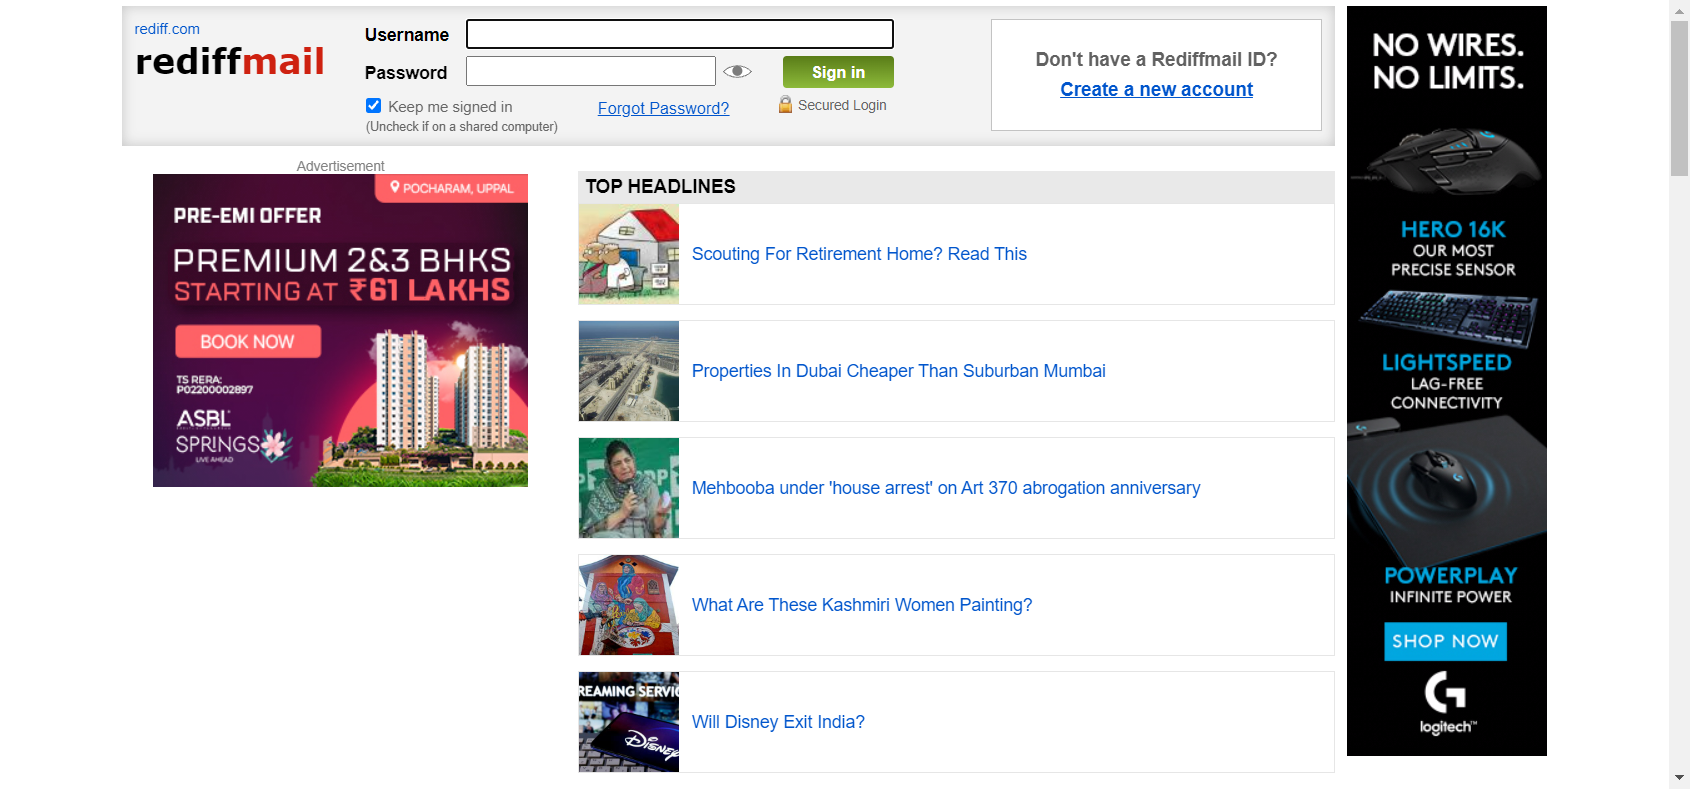 rediff.com
rediffmail
Username
Password
Sign in
Keep me signed in
(Uncheck if on a shared computer)
Forgot Password?
Secured Login
Don't have a Rediffmail ID?
Create a new account
Advertisement
POCHARAM, UPPAL
PRE-EMI OFFER
PREMIUM 2&3 BHKS
STARTING AT ₹61 LAKHS
BOOK NOW
TS RERA:
P02200002897
ASBL
SPRINGS
LIVE AHEAD
TOP HEADLINES
Scouting For Retirement Home? Read This
Properties In Dubai Cheaper Than Suburban Mumbai
Mehbooba under 'house arrest' on Art 370 abrogation anniversary
What Are These Kashmiri Women Painting?
REAMING SERVIC
Disney
Will Disney Exit India?
NO WIRES.
NO LIMITS.
HERO 16K
OUR MOST
PRECISE SENSOR
LIGHTSPEED
LAG-FREE
CONNECTIVITY
POWERPLAY
INFINITE POWER
SHOP NOW
logitech™